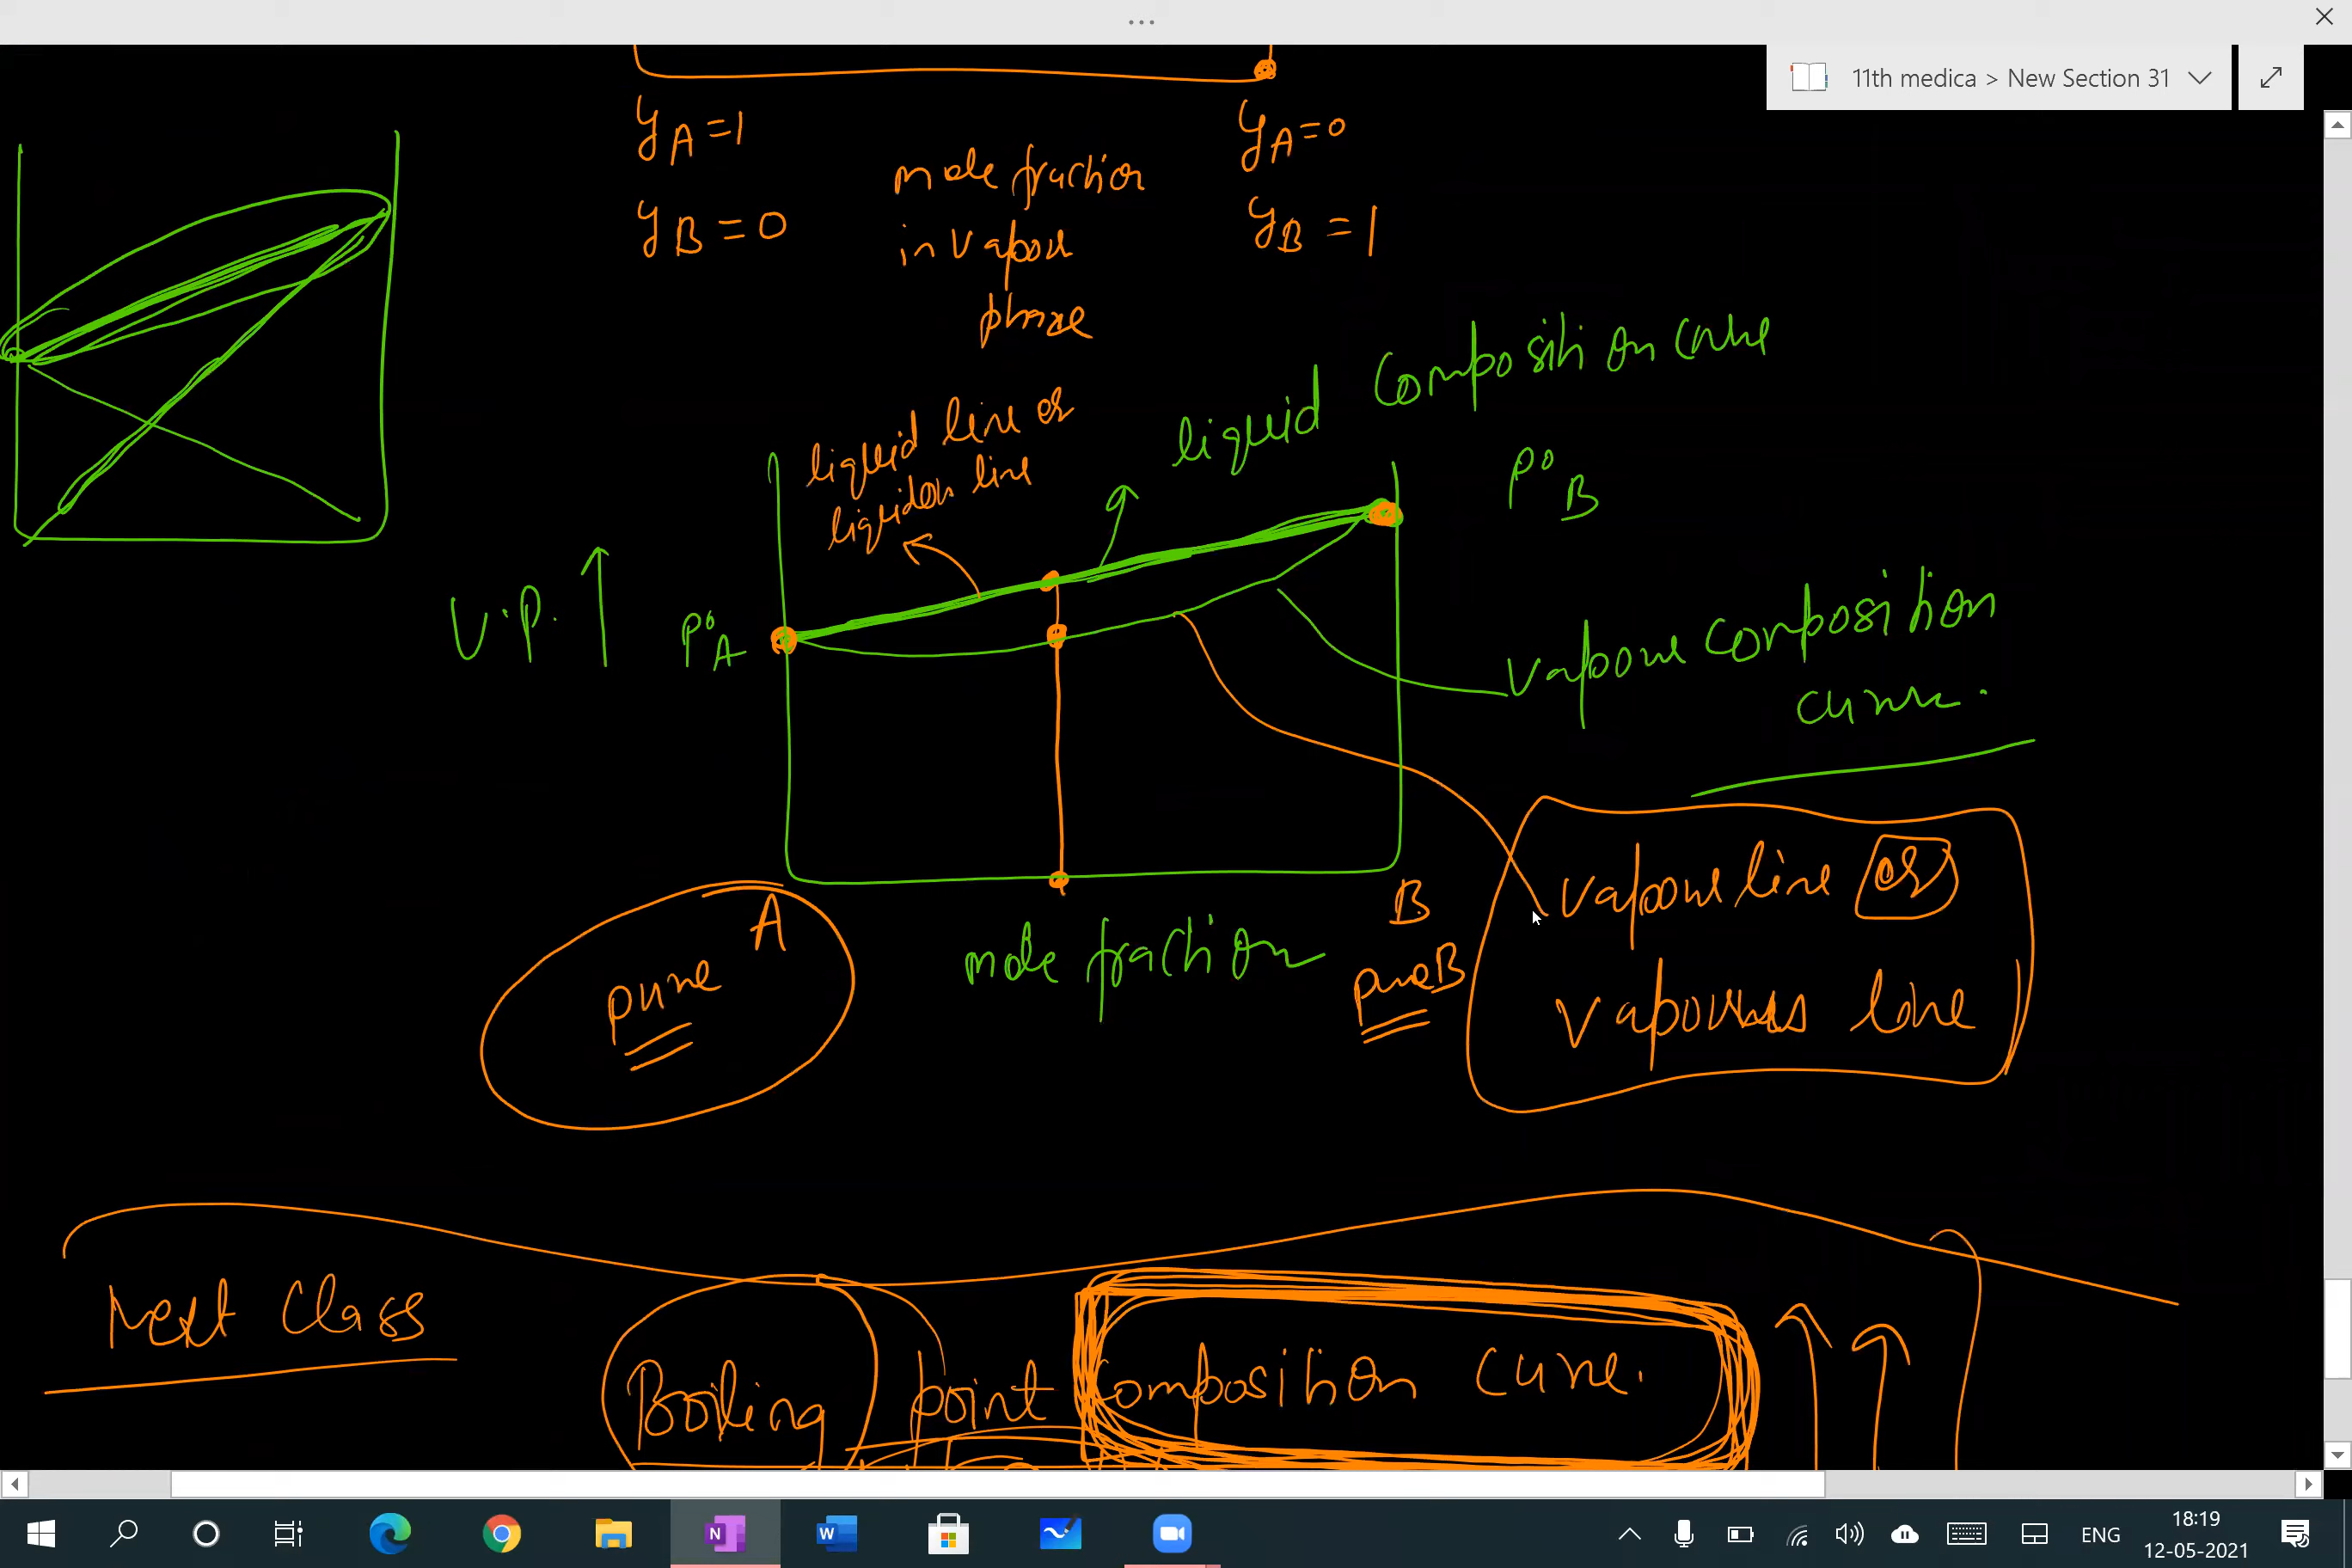 11th medica > New Section 31
yA=1
yA=0
mole fraction
yB=0
yB=1
in vapour
phase
liquid composition curve
liquid line or
liquidous line
P°B
V.P.
P°A
vapour composition
curve.
A
pure
mole fraction
B
pure B
vapour line or
vapourous line
Next Class
Boiling point composition curve.
N
W
ENG
18:19
12-05-2021